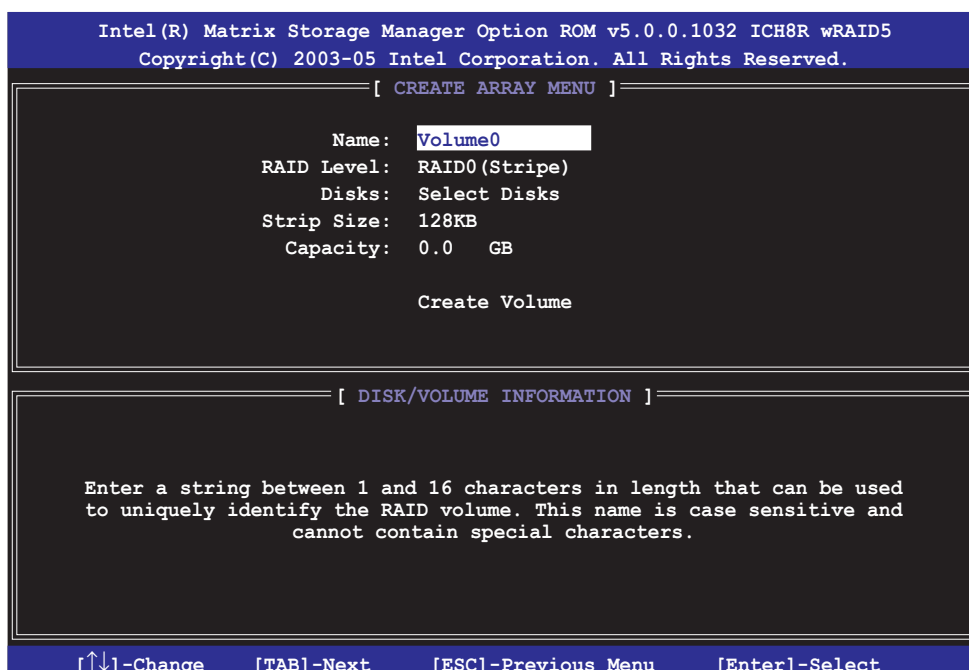 Intel(R) Matrix Storage Manager Option ROM v5.0.0.1032 ICH8R wRAID5
Copyright(C) 2003-05 Intel Corporation. All Rights Reserved.
[ CREATE ARRAY MENU ]
Name: Volume0
RAID Level: RAID0(Stripe)
Disks: Select Disks
Strip Size: 128KB
Capacity: 0.0 GB
Create Volume
[ DISK/VOLUME INFORMATION ]
Enter a string between 1 and 16 characters in length that can be used
to uniquely identify the RAID volume. This name is case sensitive and
cannot contain special characters.
[↑↓]-Change [TAB]-Next [ESC]-Previous Menu [Enter]-Select